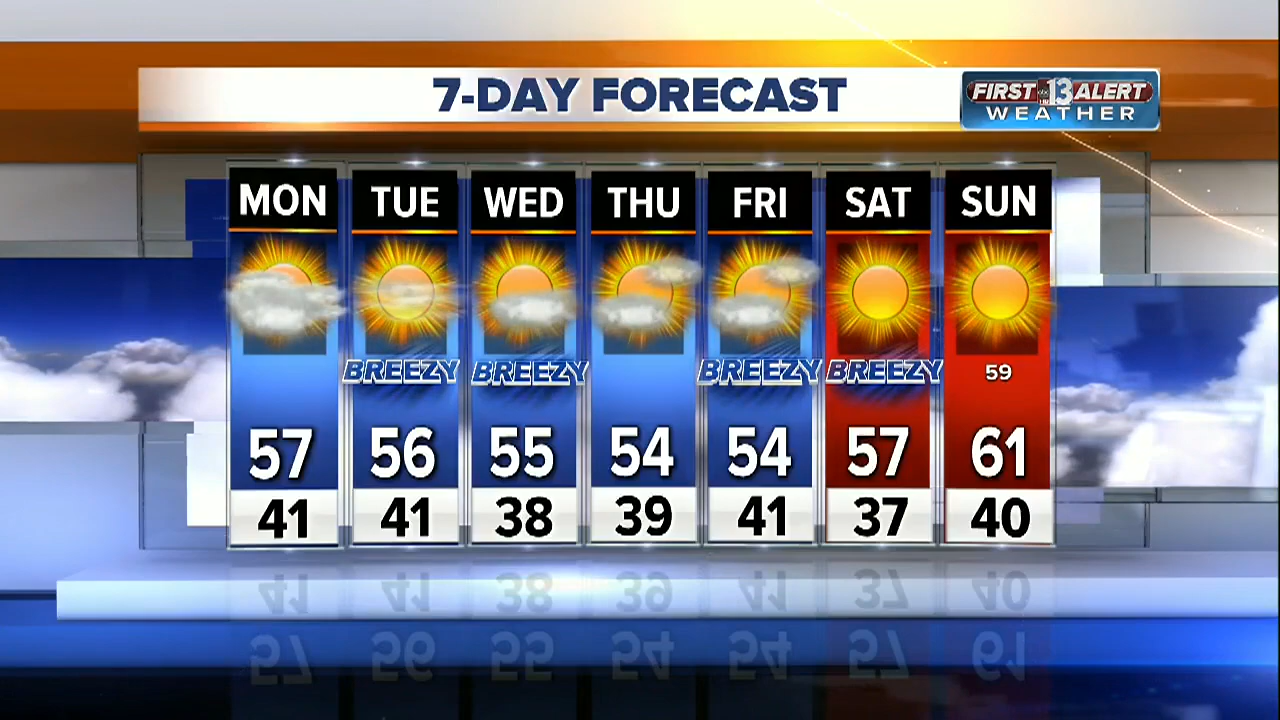 7-DAY FORECAST
FIRST 13 ALERT
WEATHER
MON TUE WED THU FRI SAT SUN
BREEZY BREEZY BREEZY BREEZY 59
57 56 55 54 54 57 61
41 41 38 39 41 37 40